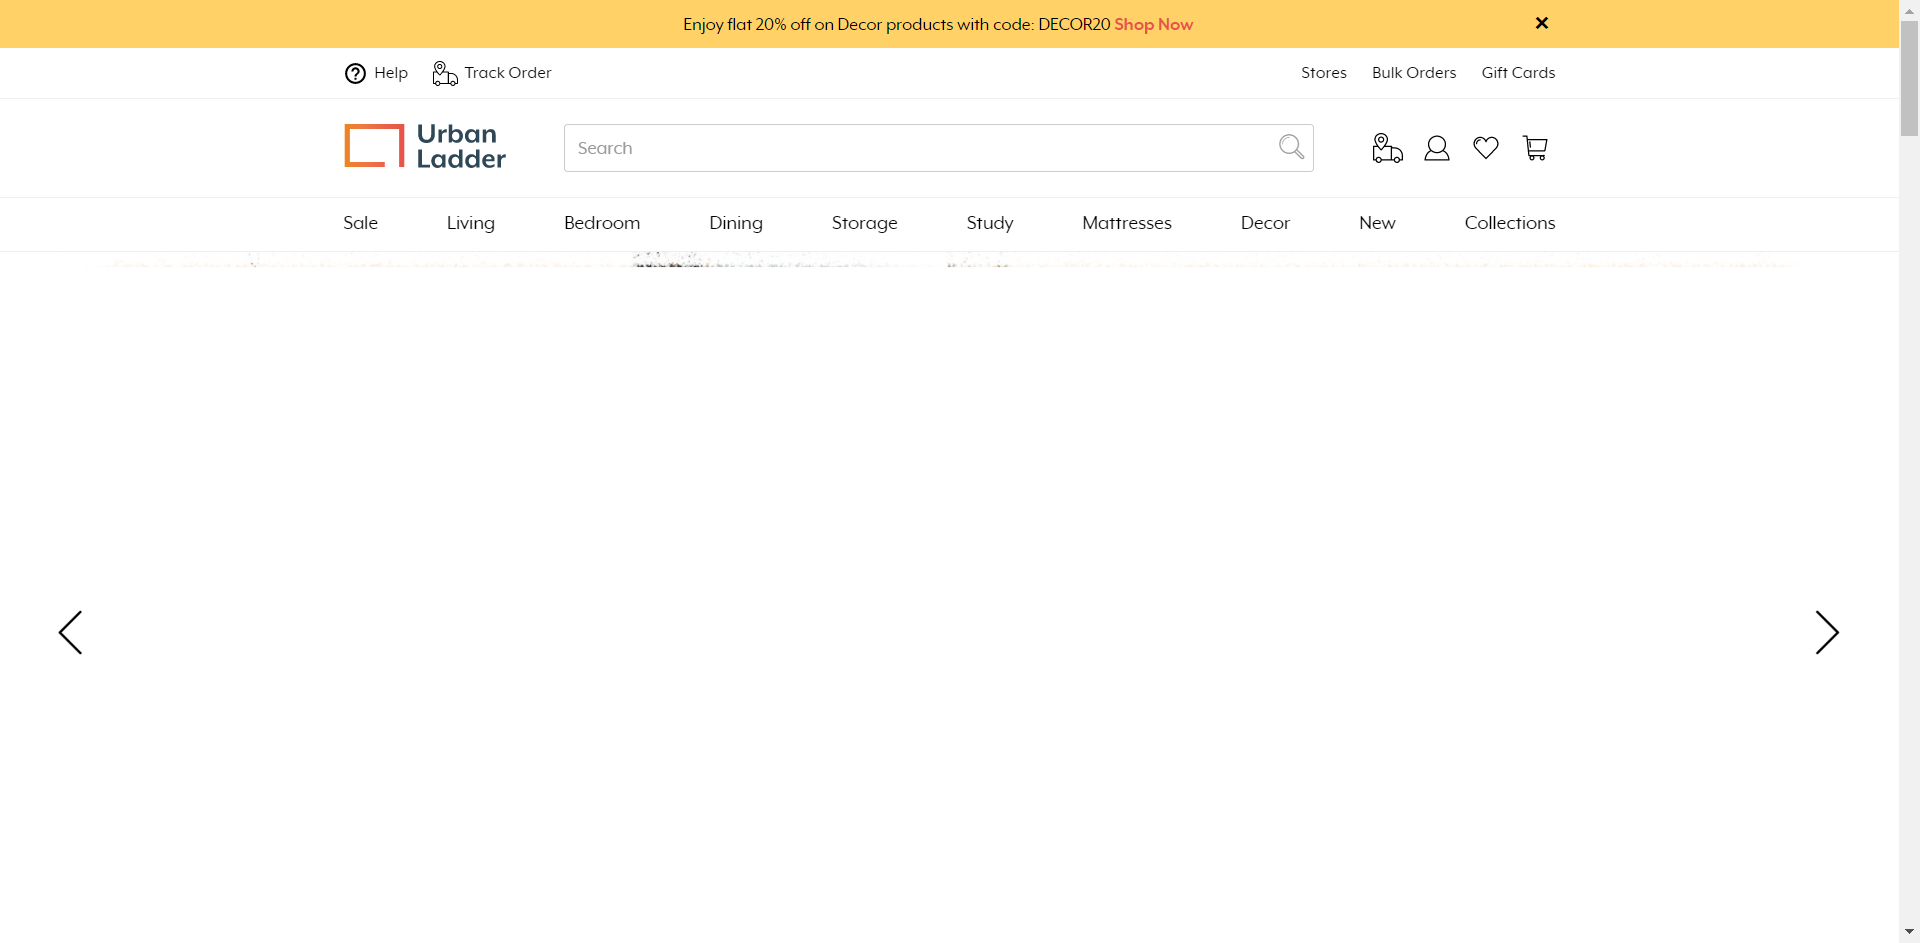 Enjoy flat 20% off on Decor products with code: DECOR20 Shop Now
Help Track Order Stores Bulk Orders Gift Cards
Urban
Ladder
Search
Sale Living Bedroom Dining Storage Study Mattresses Decor New Collections